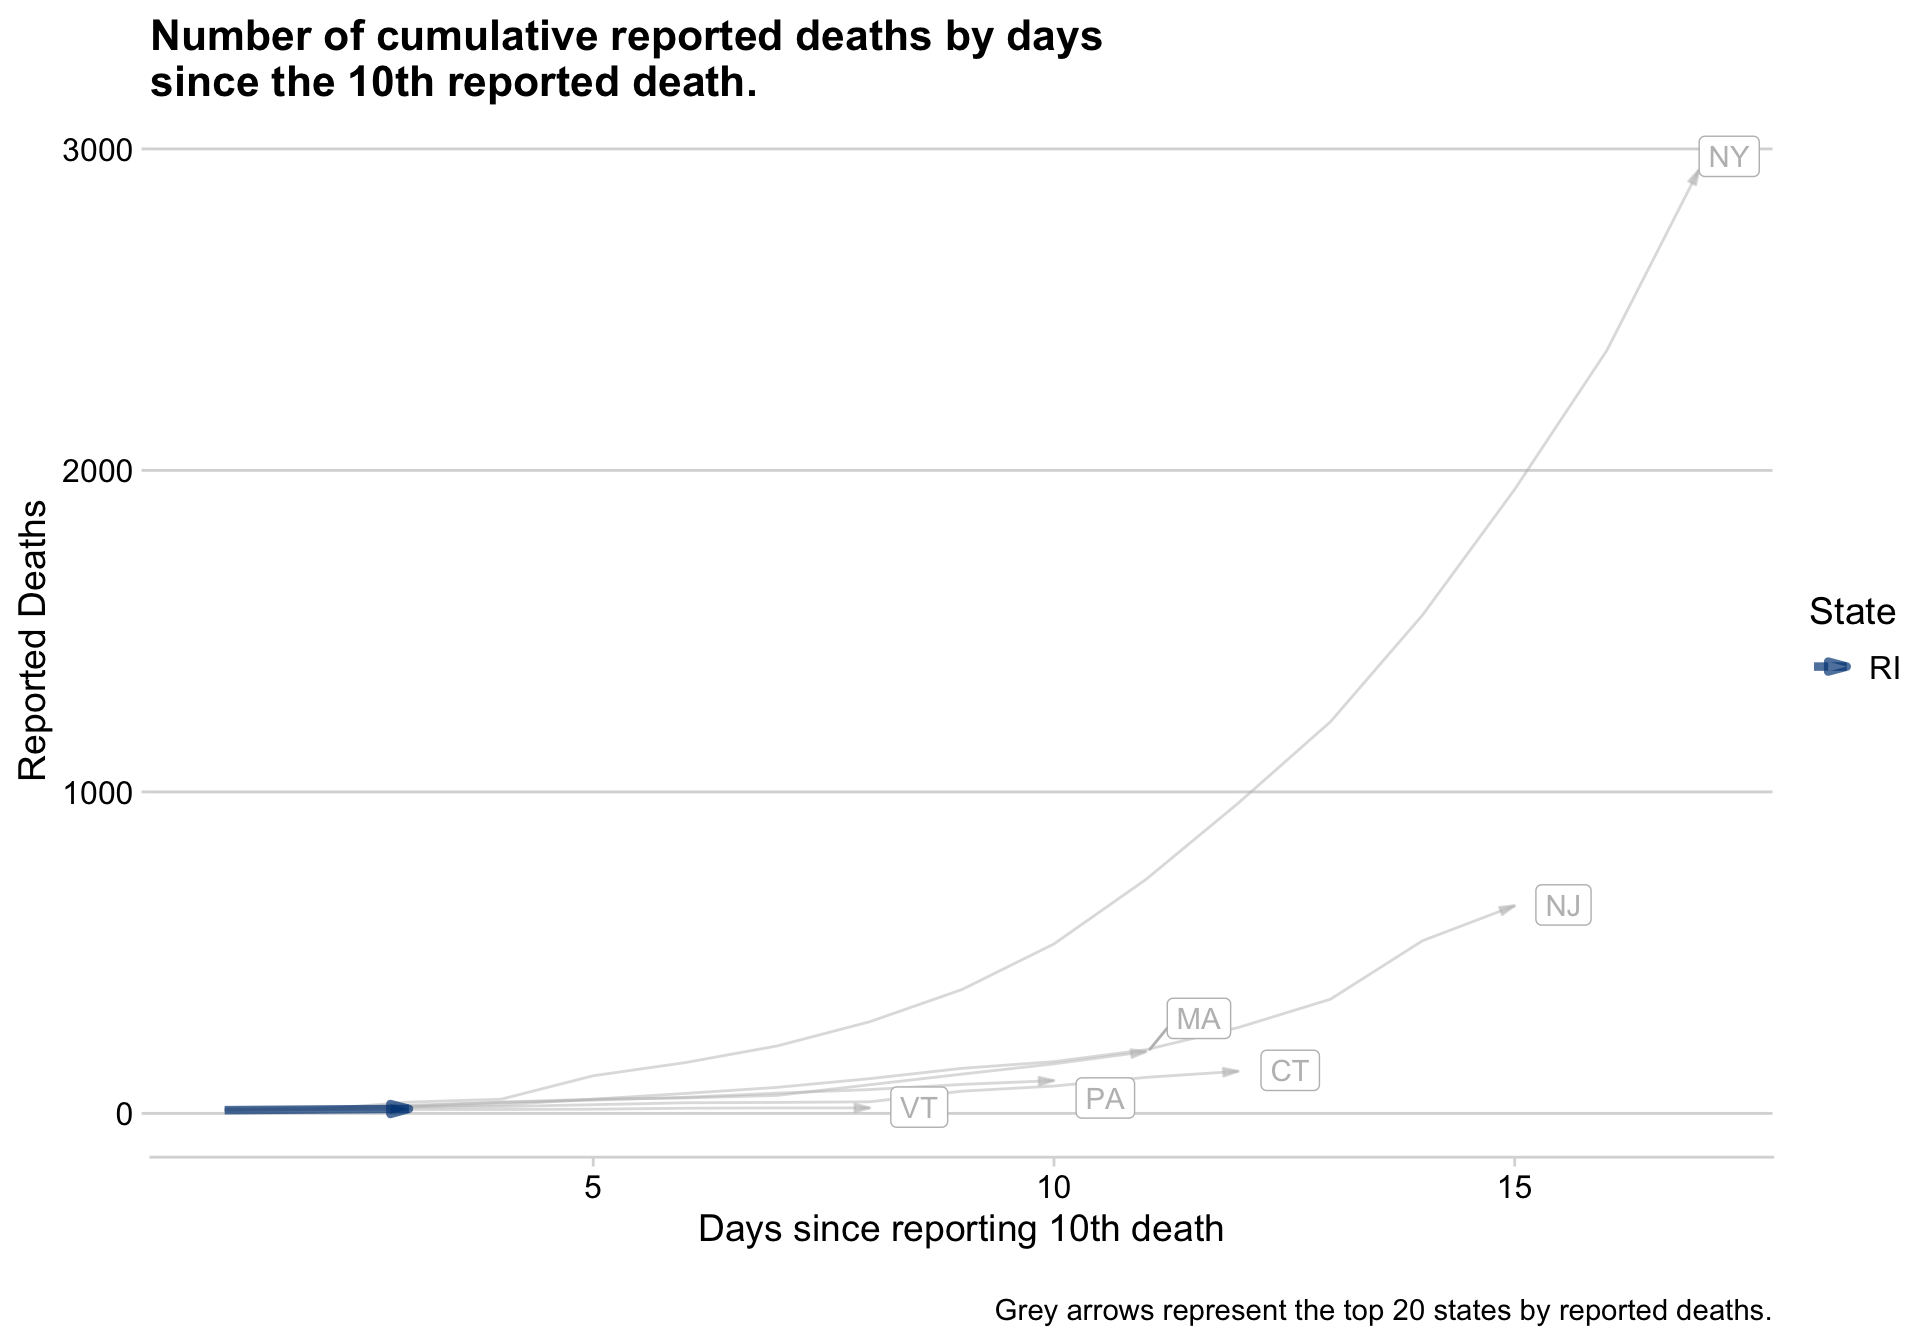 Number of cumulative reported deaths by days
since the 10th reported death.
3000
2000
1000
0
Reported Deaths
NY
NJ
MA
CT
PA
VT
State
RI
5
10
15
Days since reporting 10th death
Grey arrows represent the top 20 states by reported deaths.